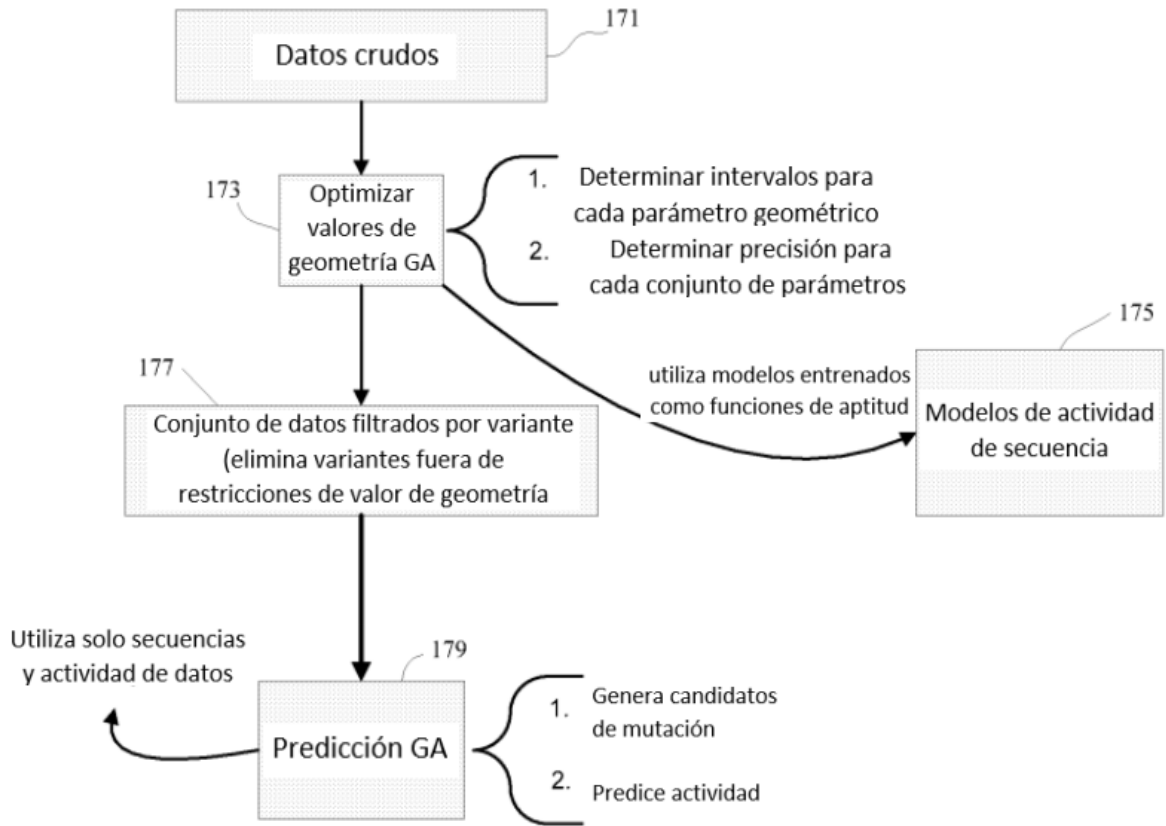 171
Datos crudos
173
Optimizar
valores de
geometría GA
1. Determinar intervalos para
cada parámetro geométrico
2. Determinar precisión para
cada conjunto de parámetros
175
utiliza modelos entrenados
como funciones de aptitud
Modelos de actividad
de secuencia
177
Conjunto de datos filtrados por variante
(elimina variantes fuera de
restricciones de valor de geometría
Utiliza solo secuencias
y actividad de datos
179
Predicción GA
1. Genera candidatos
de mutación
2. Predice actividad